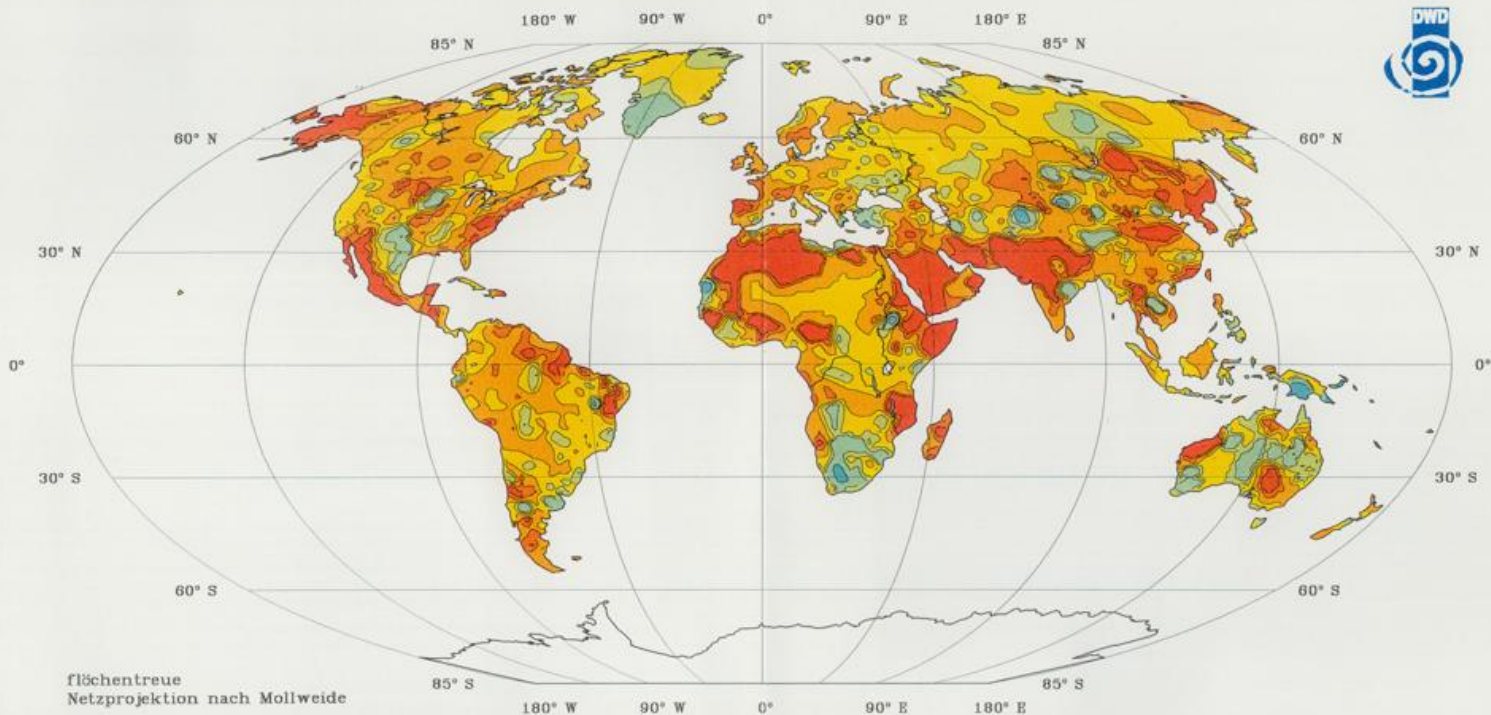 180° W 90° W 0° 90° E 180° E
DWD
85° N 85° N
60° N 60° N
30° N 30° N
0° 0°
30° S 30° S
60° S 60° S
flöchentreue
Netzprojektion nach Mollweide
85° S 85° S
180° W 90° W 0° 90° E 180° E